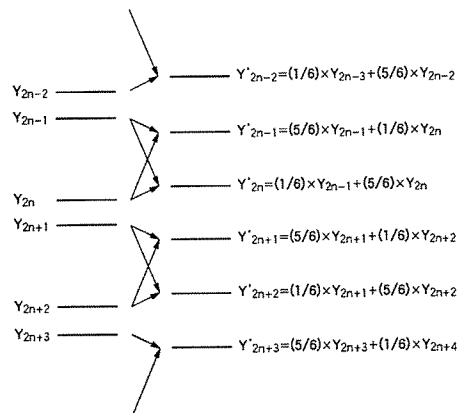 Y'2n-2=(1/6)×Y2n-3+(5/6)×Y2n-2
Y2n-2
Y2n-1
Y'2n-1=(5/6)×Y2n-1+(1/6)×Y2n
Y'2n=(1/6)×Y2n-1+(5/6)×Y2n
Y2n
Y2n+1
Y'2n+1=(5/6)×Y2n+1+(1/6)×Y2n+2
Y'2n+2=(1/6)×Y2n+1+(5/6)×Y2n+2
Y2n+2
Y2n+3
Y'2n+3=(5/6)×Y2n+3+(1/6)×Y2n+4